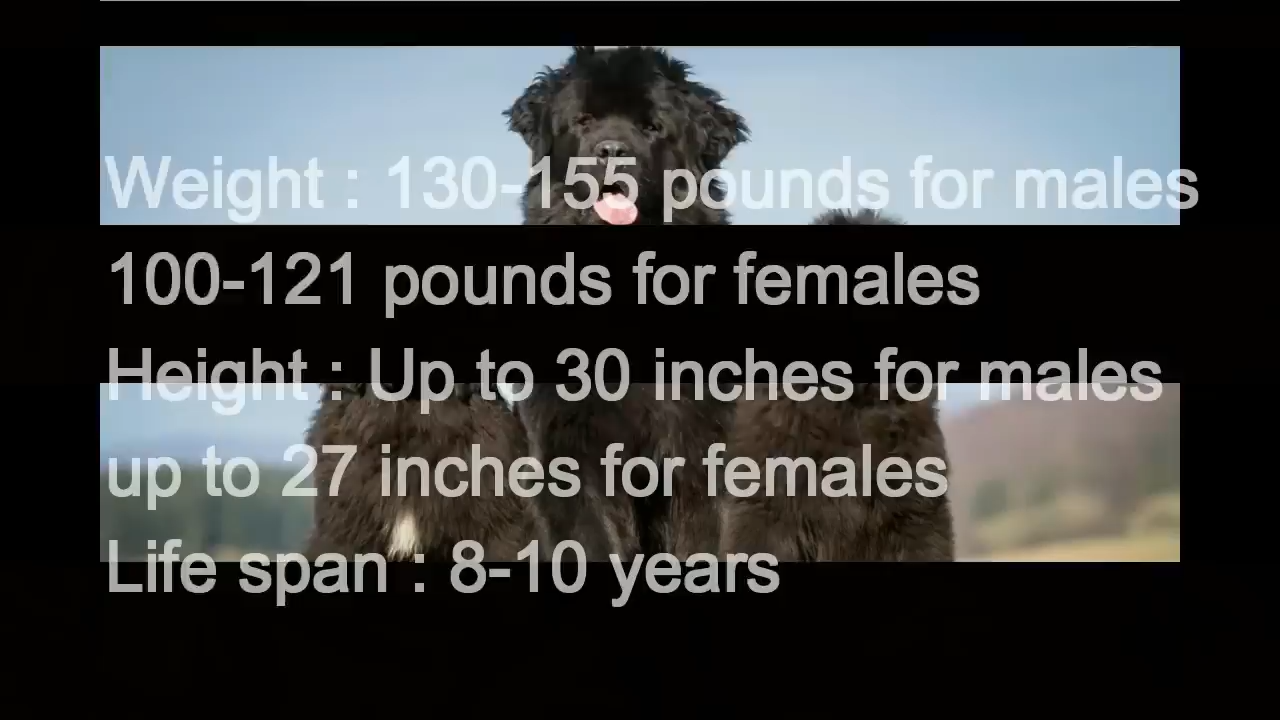 Weight : 130-155 pounds for males
100-121 pounds for females
Height : Up to 30 inches for males
up to 27 inches for females
Life span : 8-10 years